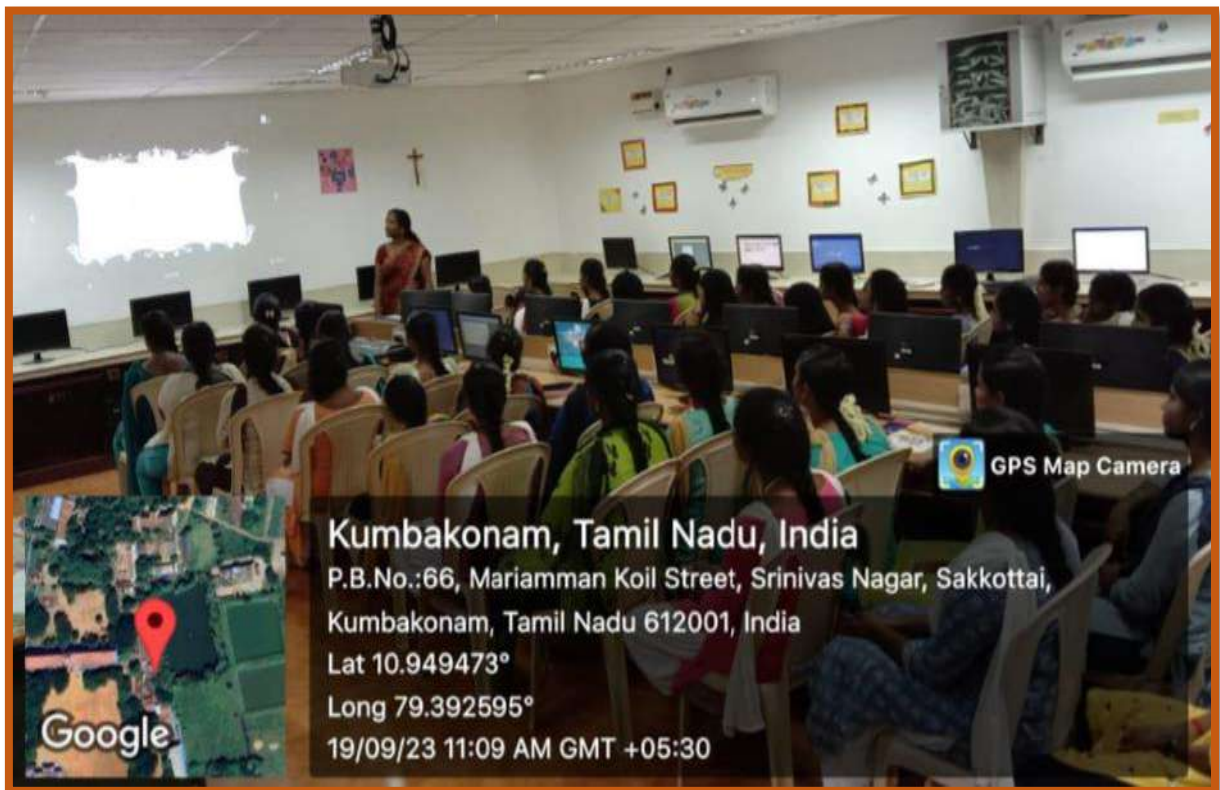 GPS Map Camera
Kumbakonam, Tamil Nadu, India
P.B.No.:66, Mariamman Koil Street, Srinivas Nagar, Sakkottai,
Kumbakonam, Tamil Nadu 612001, India
Lat 10.949473°
Long 79.392595°
19/09/23 11:09 AM GMT +05:30
Google